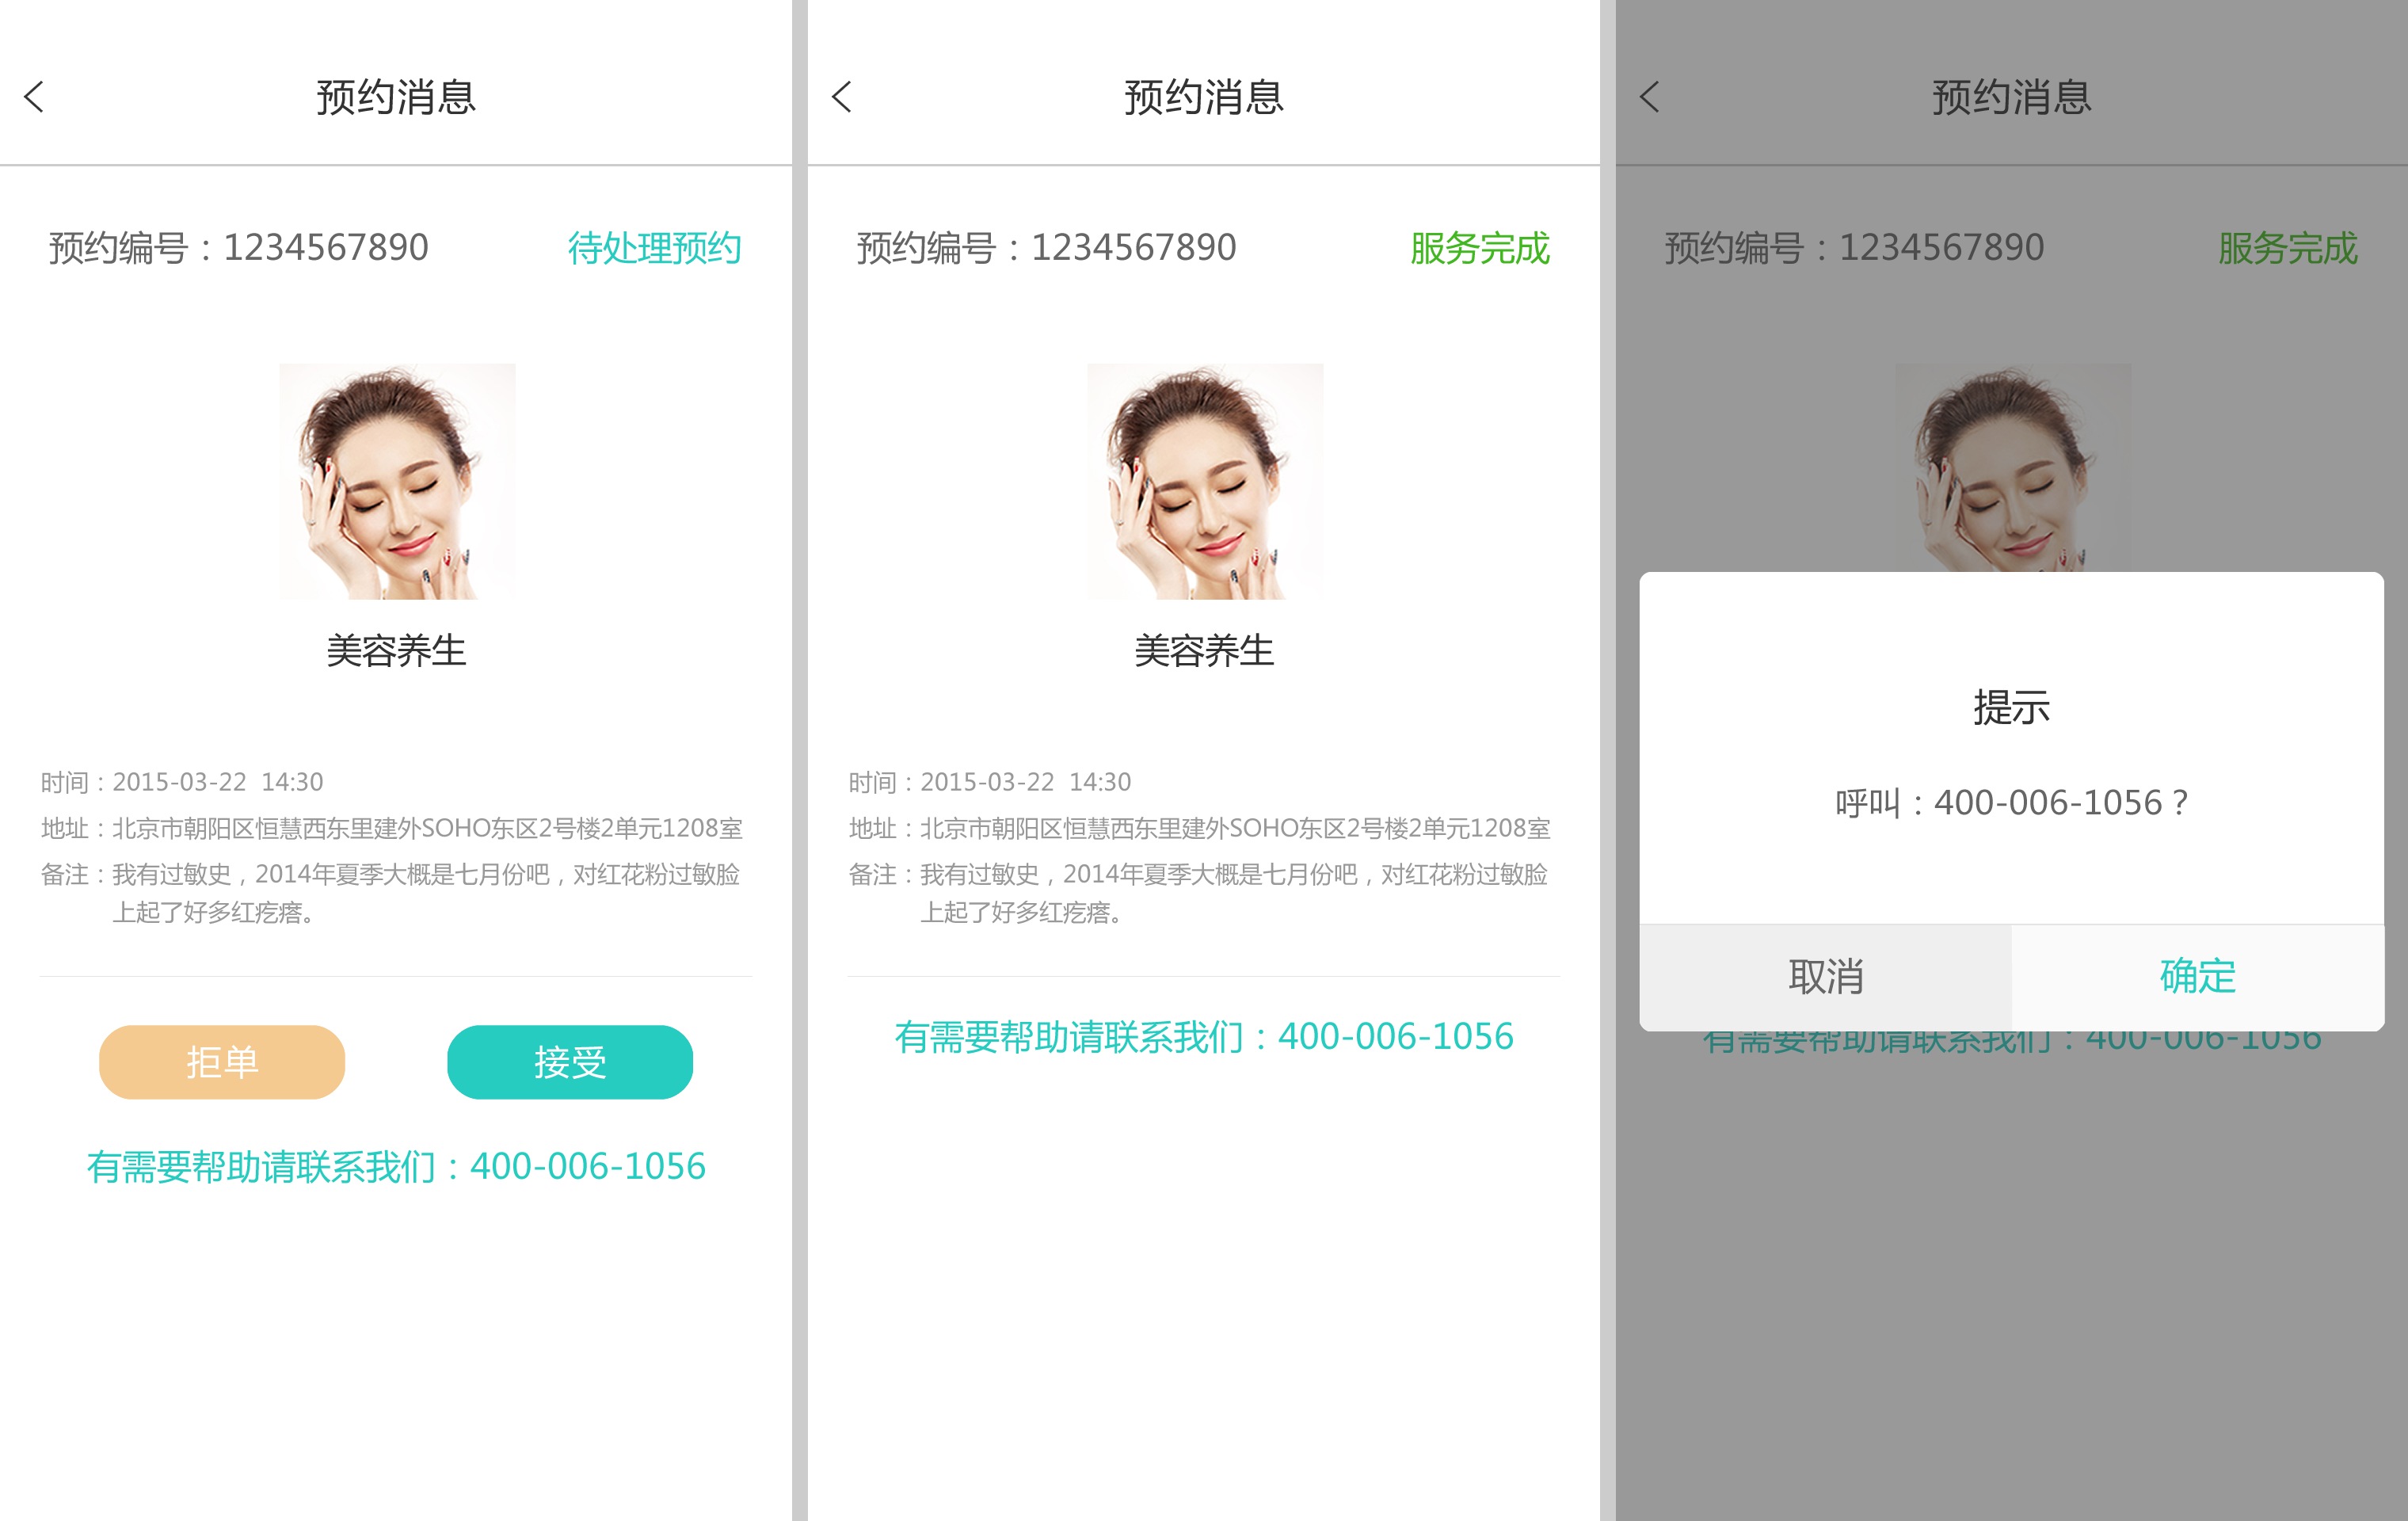 预约消息
预约编号：1234567890
待处理预约
美容养生
时间：2015-03-22 14:30
地址：北京市朝阳区恒慧西东里建外SOHO东区2号楼2单元1208室
备注：我有过敏史，2014年夏季大概是七月份吧，对红花粉过敏脸
上起了好多红疙瘩。
拒单
接受
有需要帮助请联系我们：400-006-1056
预约消息
预约编号：1234567890
服务完成
美容养生
时间：2015-03-22 14:30
地址：北京市朝阳区恒慧西东里建外SOHO东区2号楼2单元1208室
备注：我有过敏史，2014年夏季大概是七月份吧，对红花粉过敏脸
上起了好多红疙瘩。
有需要帮助请联系我们：400-006-1056
预约消息
预约编号：1234567890
服务完成
提示
呼叫：400-006-1056？
取消
确定
有需要帮助请联系我们：400-006-1056